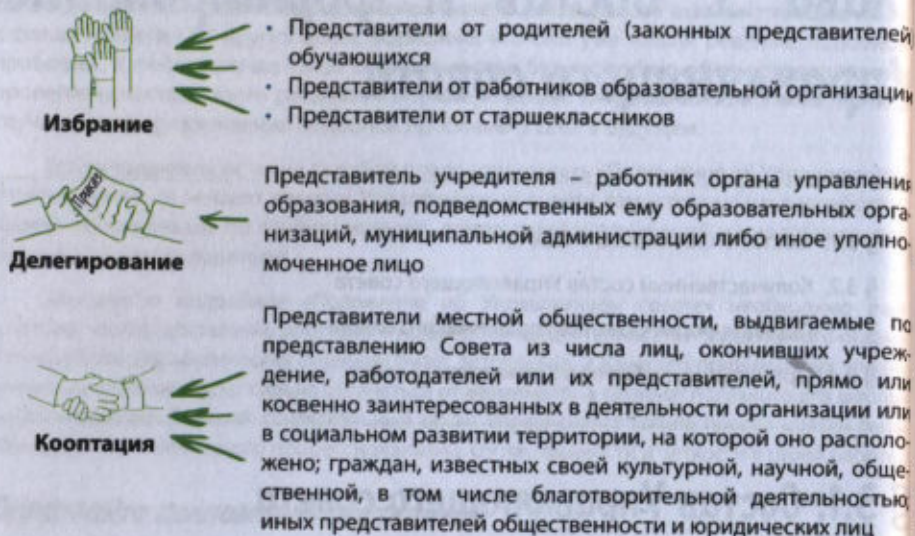 • Представители от родителей (законных представителей
обучающихся
• Представители от работников образовательной организации
• Представители от старшеклассников
Избрание
Приказ
Представитель учредителя – работник органа управления
образования, подведомственных ему образовательных орга
низаций, муниципальной администрации либо иное уполно
моченное лицо
Делегирование
Представители местной общественности, выдвигаемые по
представлению Совета из числа лиц, окончивших учреж-
дение, работодателей или их представителей, прямо или
косвенно заинтересованных в деятельности организации или
в социальном развитии территории, на которой оно располо-
жено; граждан, известных своей культурной, научной, обще-
ственной, в том числе благотворительной деятельностью,
иных представителей общественности и юридических лиц
Кооптация